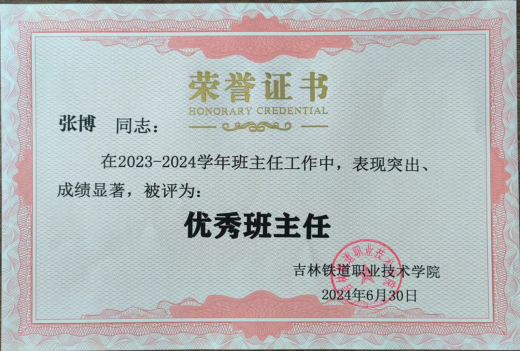 荣誉证书
HONORARY CREDENTIAL
张博 同志：
在2023-2024学年班主任工作中，表现突出、
成绩显著，被评为：
优秀班主任
吉林铁道职业技术学院
2024年6月30日